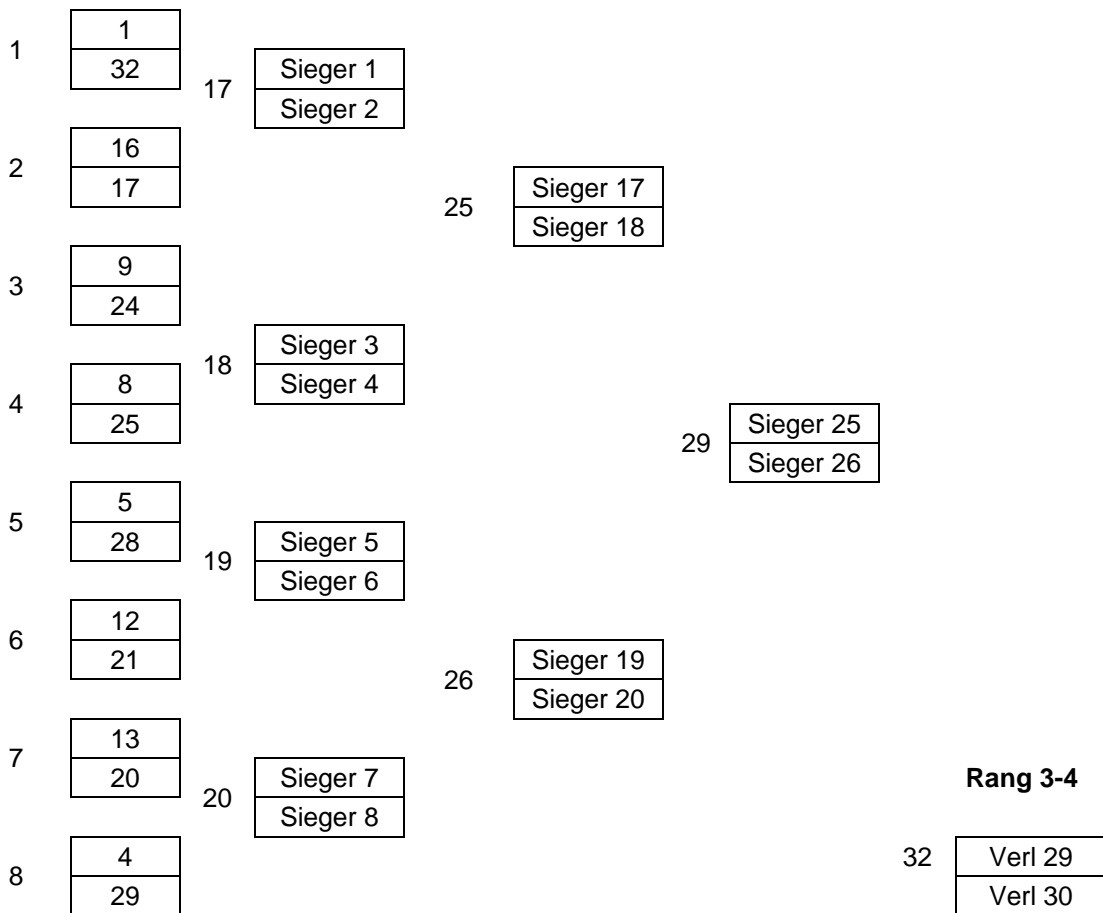 1
1
32
17
Sieger 1
Sieger 2
2
16
17
25
Sieger 17
Sieger 18
3
9
24
18
Sieger 3
Sieger 4
4
8
25
29
Sieger 25
Sieger 26
5
5
28
19
Sieger 5
Sieger 6
6
12
21
26
Sieger 19
Sieger 20
7
13
20
20
Sieger 7
Sieger 8
Rang 3-4
8
4
29
32
Verl 29
Verl 30